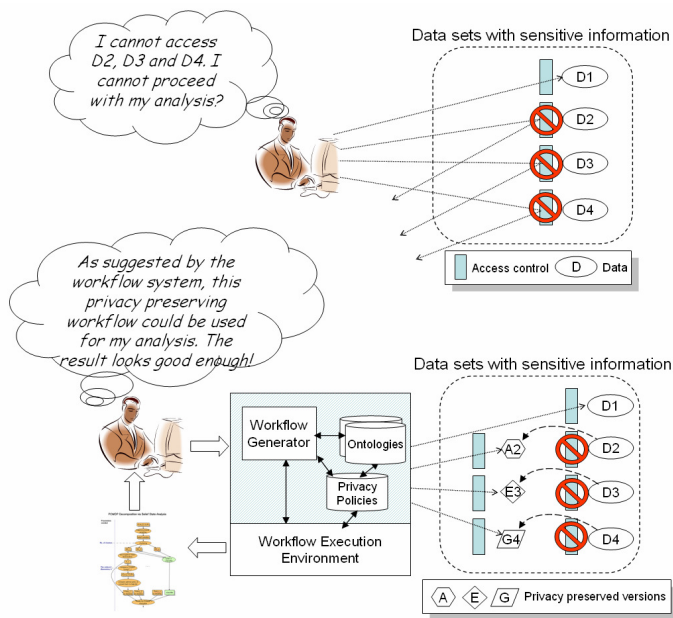 I cannot access
D2, D3 and D4. I
cannot proceed
with my analysis?
Data sets with sensitive information
D1
D2
D3
D4
Access control
D
Data
As suggested by the
workflow system, this
privacy preserving
workflow could be used
for my analysis. The
result looks good enough!
Data sets with sensitive information
Workflow
Generator
Ontologies
Privacy
Policies
Workflow Execution
Environment
D1
A2
D2
E3
D3
G4
D4
A
E
G
Privacy preserved versions